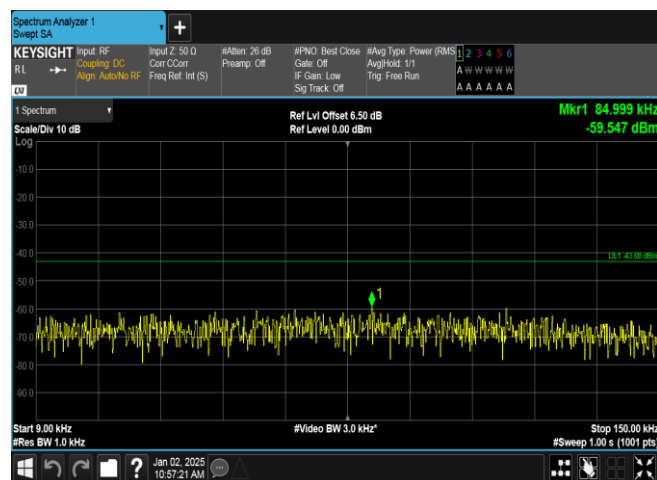 Spectrum Analyzer 1
Swept SA
+
KEYSIGHT
R L
LXI
Input: RF
Coupling: DC
Align: Auto/No RF
Input Z: 50 Ω
Corr CCorr
Freq Ref: Int (S)
#Atten: 26 dB
Preamp: Off
#PNO: Best Close
Gate: Off
IF Gain: Low
Sig Track: Off
#Avg Type: Power (RMS
Avg|Hold: 1/1
Trig: Free Run
1 2 3 4 5 6
A W W W W W
A A A A A A
1 Spectrum
Scale/Div 10 dB
Log
Ref Lvl Offset 6.50 dB
Ref Level 0.00 dBm
Mkr1 84.999 kHz
-59.547 dBm
-10.0
-20.0
-30.0
-40.0
DL1 -43.00 dBm
-50.0
1
-60.0
-70.0
-80.0
-90.0
Start 9.00 kHz
#Res BW 1.0 kHz
#Video BW 3.0 kHz*
Stop 150.00 kHz
#Sweep 1.00 s (1001 pts)
?
Jan 02, 2025
10:57:21 AM